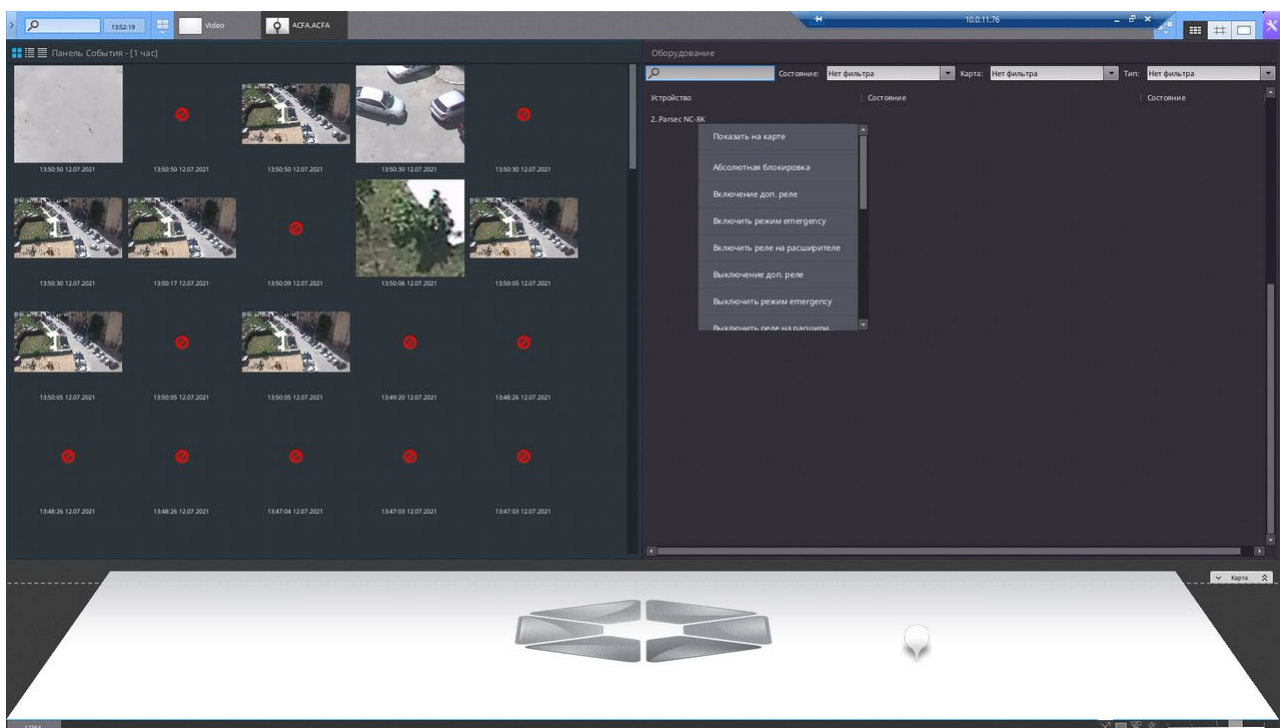 13:52:19
Video
ACFA.ACFA
10.0.11.76
Панель События - [1 час]
13:50:50 12.07.2021
13:50:50 12.07.2021
13:50:50 12.07.2021
13:50:30 12.07.2021
13:50:30 12.07.2021
13:50:30 12.07.2021
13:50:17 12.07.2021
13:50:09 12.07.2021
13:50:06 12.07.2021
13:50:05 12.07.2021
13:50:05 12.07.2021
13:50:05 12.07.2021
13:50:05 12.07.2021
13:49:20 12.07.2021
13:48:26 12.07.2021
13:48:26 12.07.2021
13:48:26 12.07.2021
13:47:04 12.07.2021
13:47:03 12.07.2021
13:47:03 12.07.2021
Оборудование
Состояние: Нет фильтра Карта: Нет фильтра Тип: Нет фильтра
Устройство Состояние Состояние
2. Parsec NC-8K
Показать на карте
Абсолютная блокировка
Включение доп. реле
Включить режим emergency
Включить реле на расширителе
Выключение доп. реле
Выключить режим emergency
Выключить реле на расшири
Карта